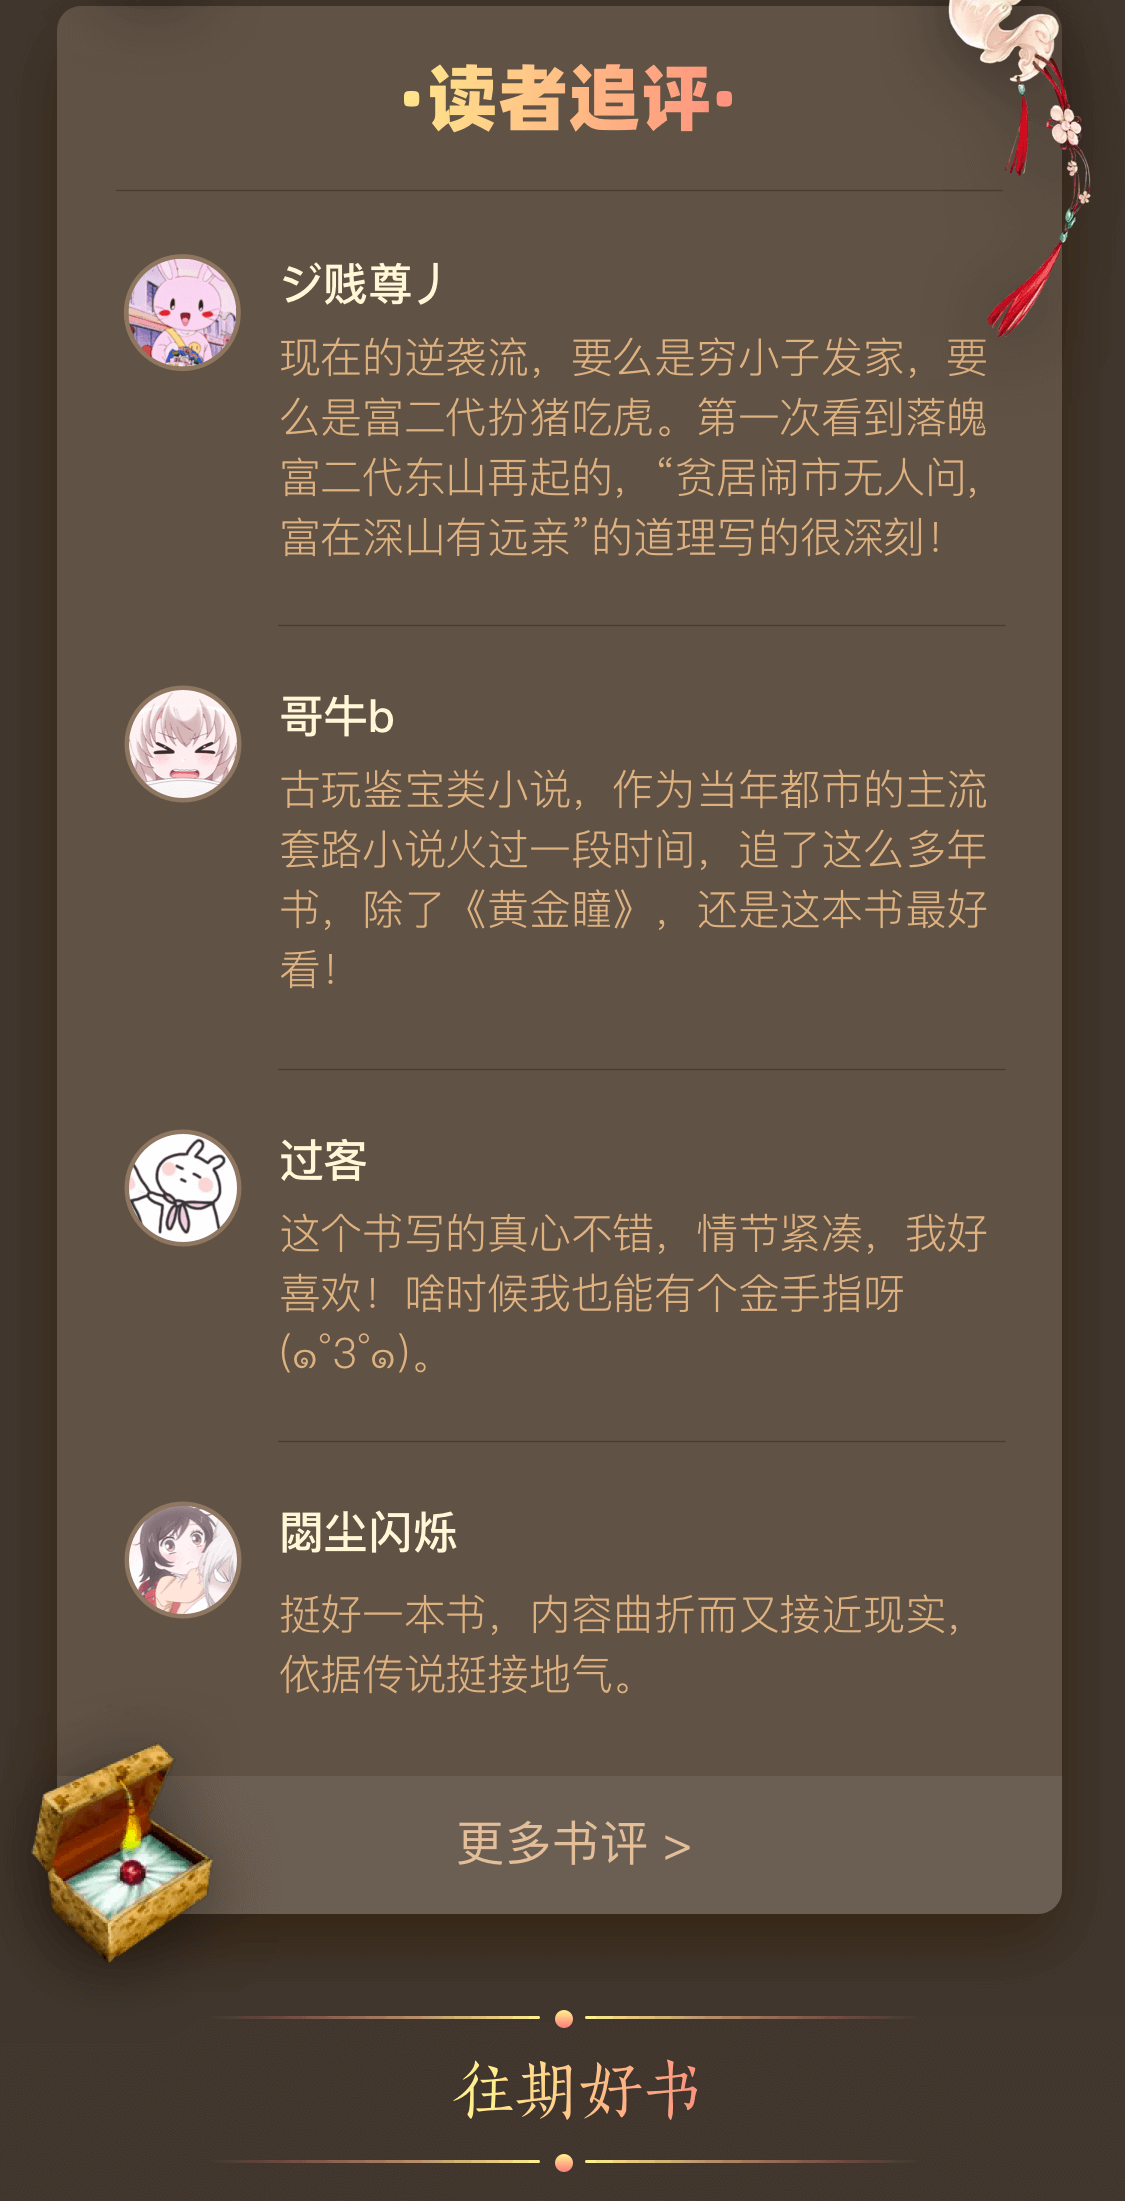 ·读者追评·
ジ贱尊丿
现在的逆袭流，要么是穷小子发家，要
么是富二代扮猪吃虎。第一次看到落魄
富二代东山再起的，“贫居闹市无人问，
富在深山有远亲”的道理写的很深刻！
哥牛b
古玩鉴宝类小说，作为当年都市的主流
套路小说火过一段时间，追了这么多年
书，除了《黄金瞳》，还是这本书最好
看！
过客
这个书写的真心不错，情节紧凑，我好
喜欢！啥时候我也能有个金手指呀
(๑˚3˚๑)。
閟尘闪烁
挺好一本书，内容曲折而又接近现实，
依据传说挺接地气。
更多书评 >
往期好书